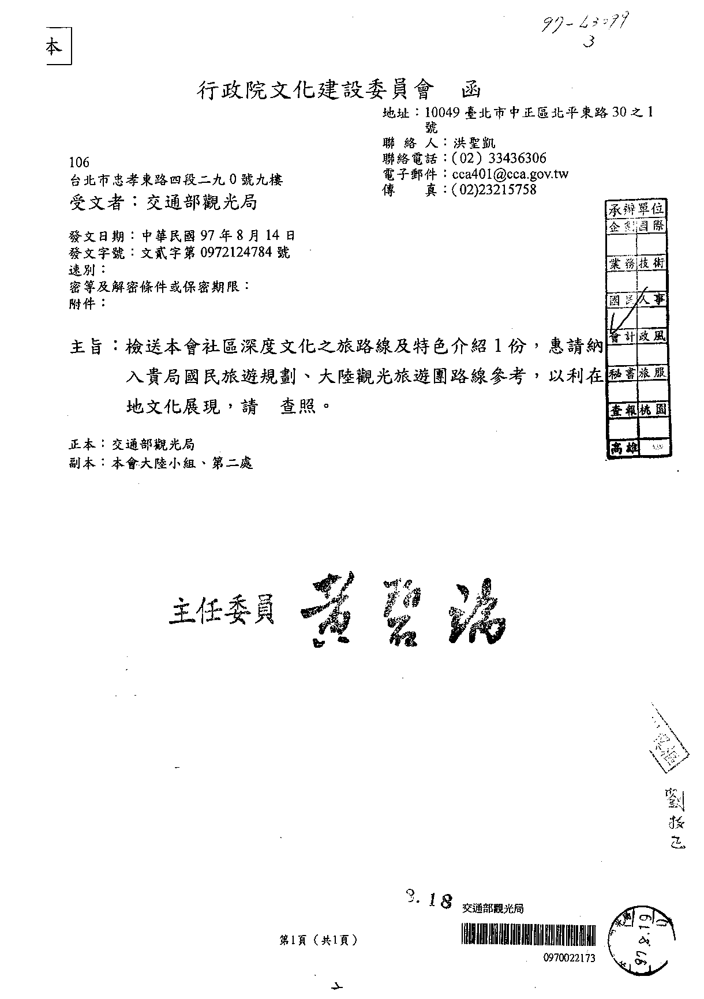 本
3
行政院文化建設委員會 函
地址：10049 臺北市中正區北平東路 30 之 1
號
聯 絡 人：洪聖凱
聯絡電話：(02) 33436306
電子郵件：cca401@cca.gov.tw
傳 真：(02)23215758
106
台北市忠孝東路四段二九０號九樓
受文者：交通部觀光局
發文日期：中華民國 97 年 8 月 14 日
發文字號：文貳字第 0972124784 號
速別：
密等及解密條件或保密期限：
附件：
主旨：檢送本會社區深度文化之旅路線及特色介紹 1 份，惠請納
入貴局國民旅遊規劃、大陸觀光旅遊團路線參考，以利在
地文化展現，請 查照。
正本：交通部觀光局
副本：本會大陸小組、第二處
承辦單位
企劃 國際
業務 技術
國民 人事
會計 政風
秘書 旅服
查報 桃園
高雄
主任委員 黃碧端
8.18
交通部觀光局
0970022173
97.8.19
第1頁（共1頁）